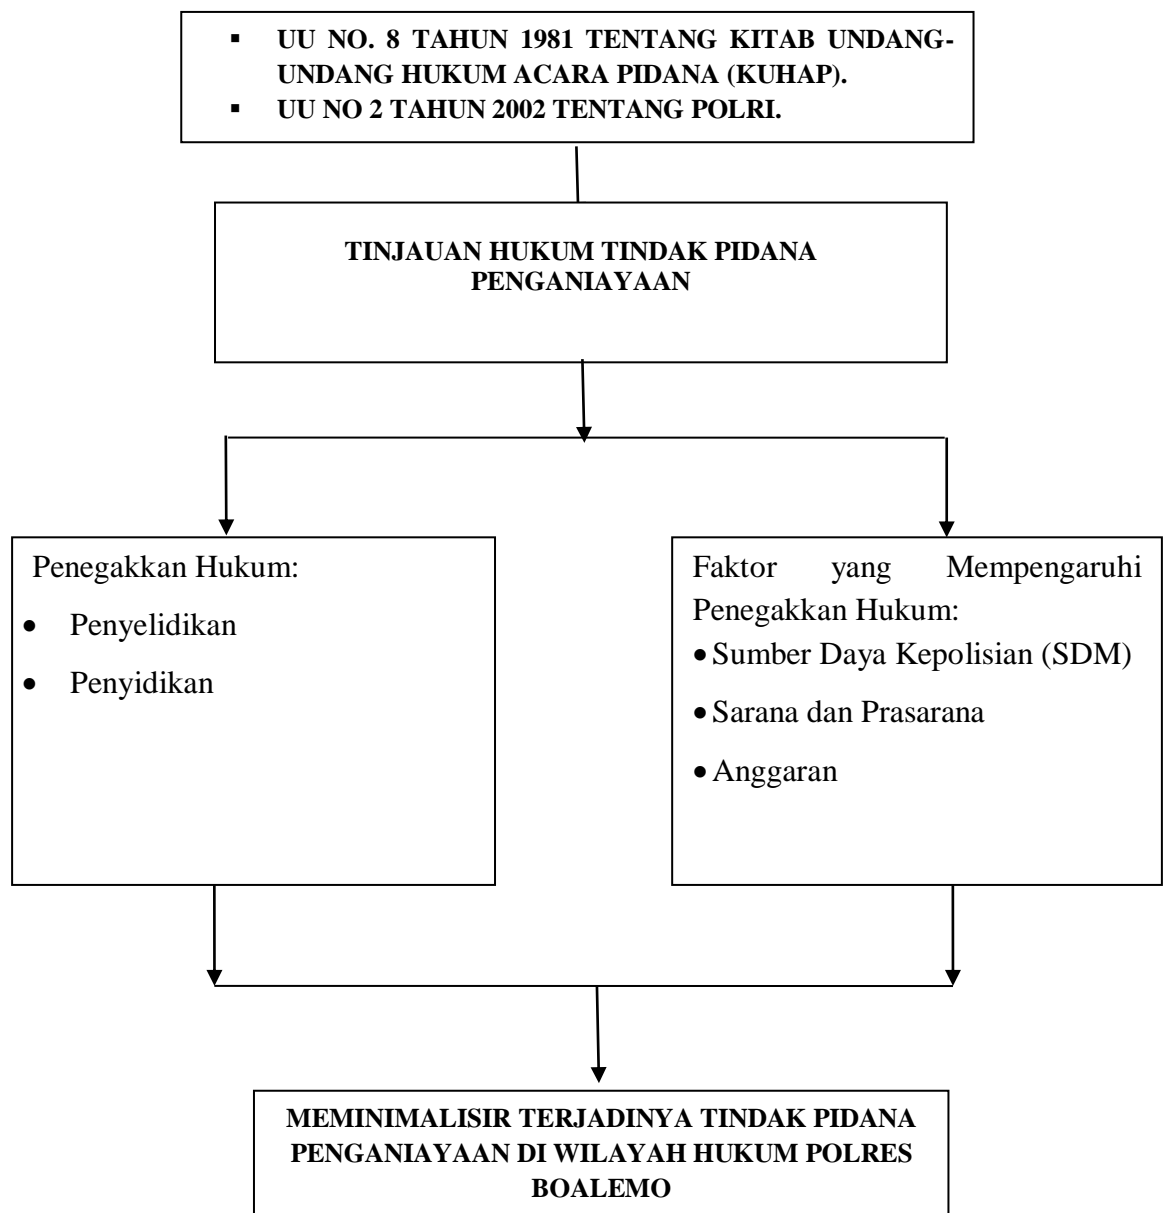 ▪ UU NO. 8 TAHUN 1981 TENTANG KITAB UNDANG-
UNDANG HUKUM ACARA PIDANA (KUHAP).
▪ UU NO 2 TAHUN 2002 TENTANG POLRI.
TINJAUAN HUKUM TINDAK PIDANA
PENGANIAYAAN
Penegakkan Hukum:
• Penyelidikan
• Penyidikan
Faktor yang Mempengaruhi
Penegakkan Hukum:
• Sumber Daya Kepolisian (SDM)
• Sarana dan Prasarana
• Anggaran
MEMINIMALISIR TERJADINYA TINDAK PIDANA
PENGANIAYAAN DI WILAYAH HUKUM POLRES
BOALEMO